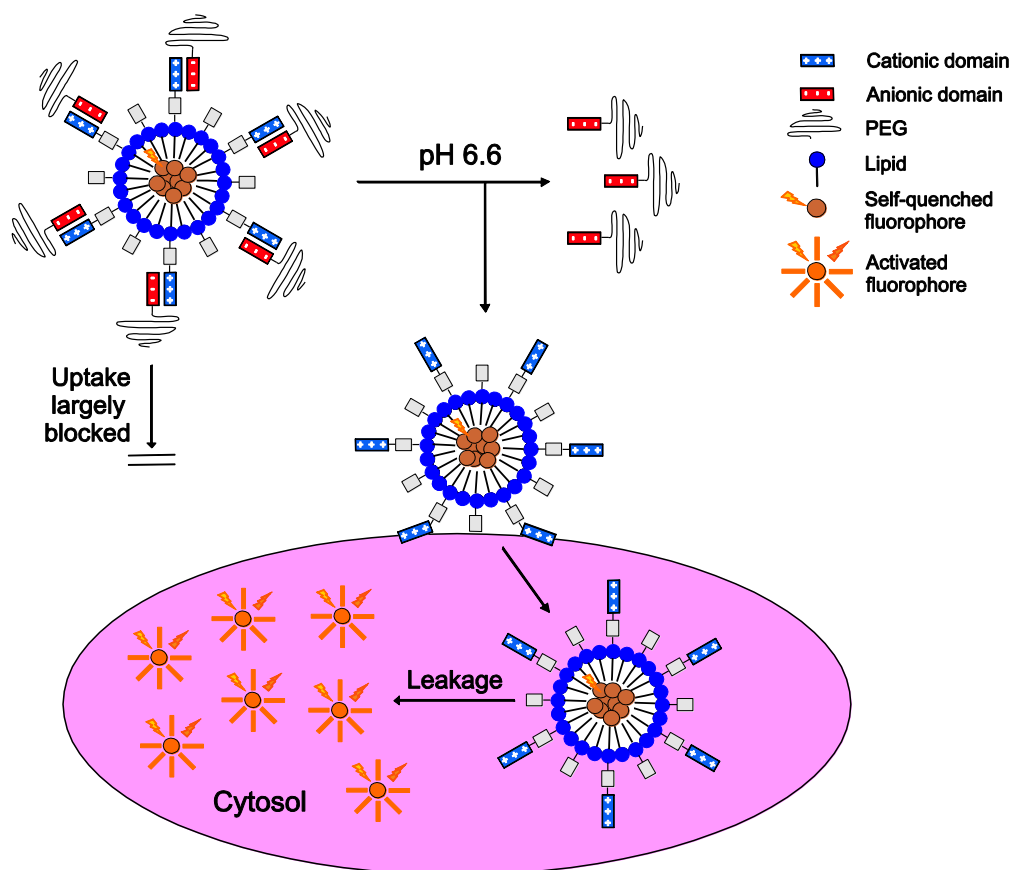 pH 6.6
Uptake
largely
blocked
Leakage
Cytosol
Cationic domain
Anionic domain
PEG
Lipid
Self-quenched
fluorophore
Activated
fluorophore